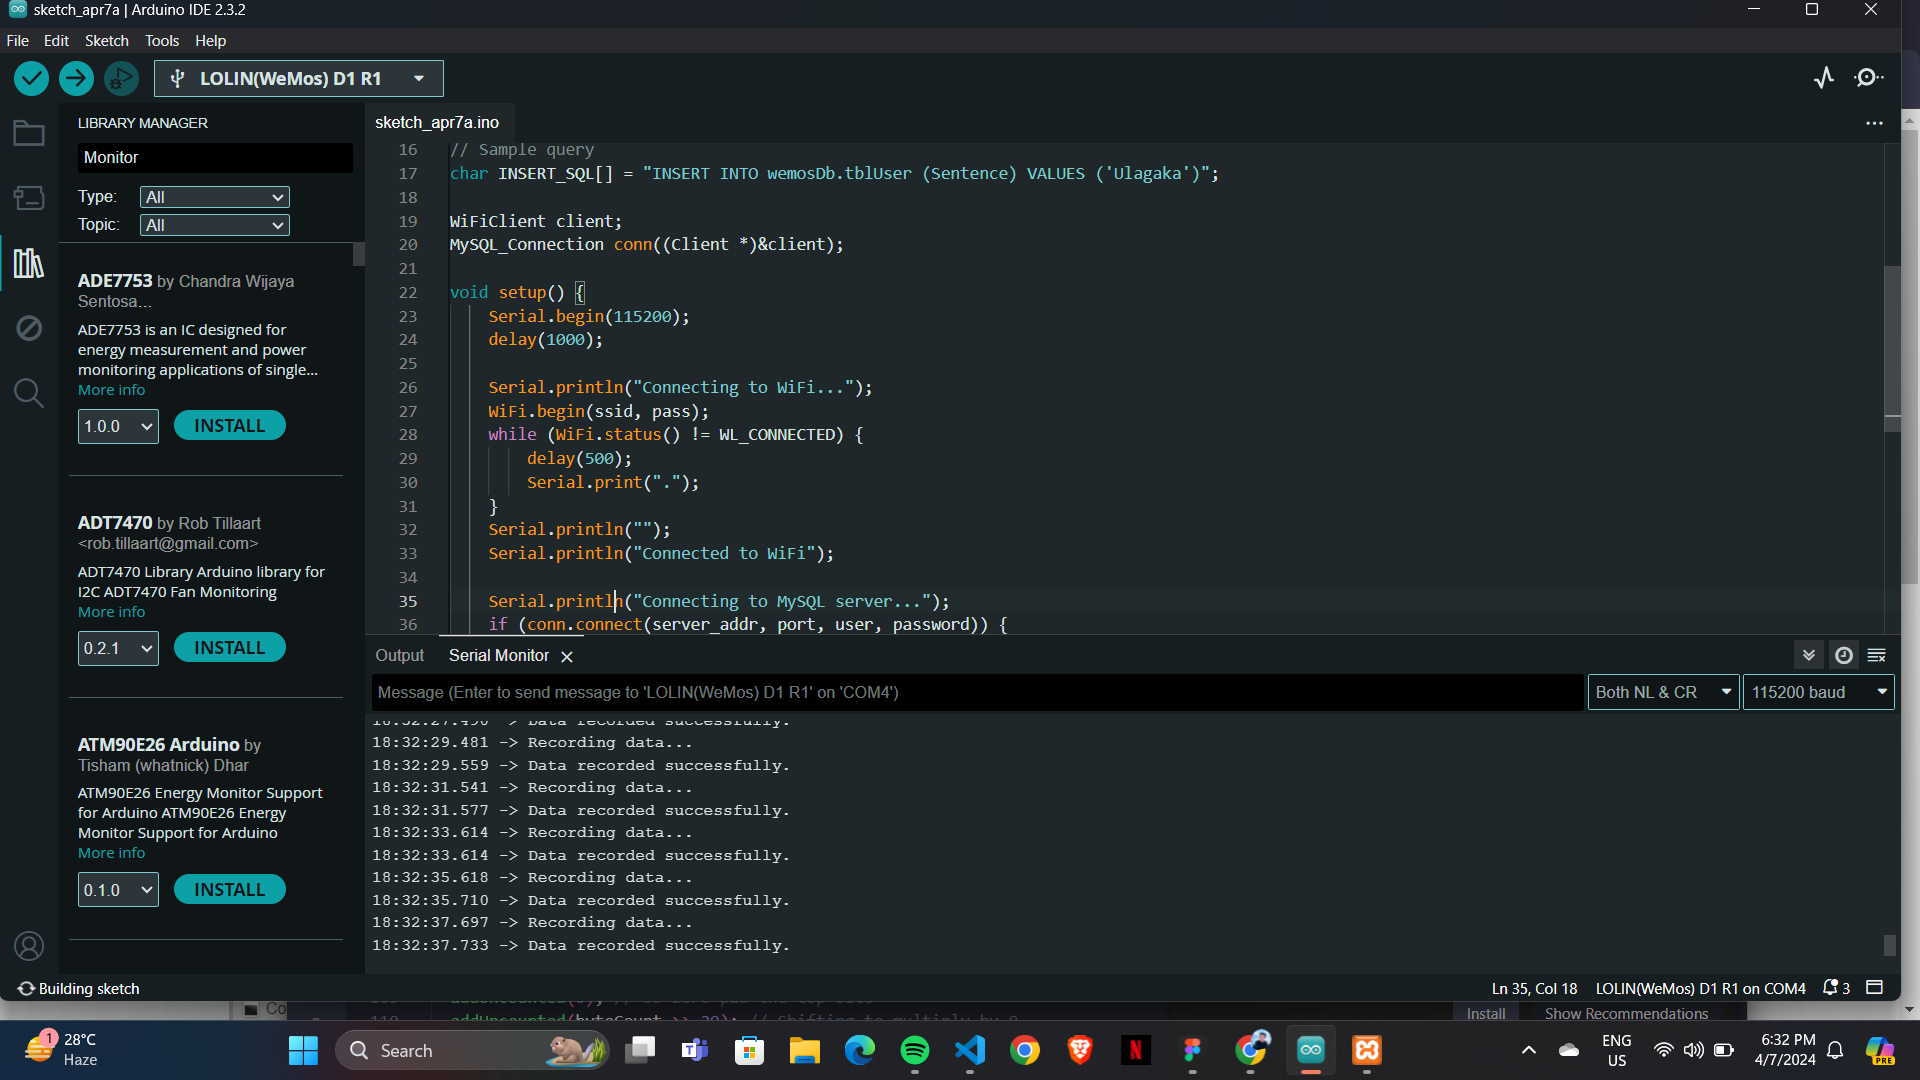 sketch_apr7a | Arduino IDE 2.3.2
File Edit Sketch Tools Help
LOLIN(WeMos) D1 R1
LIBRARY MANAGER
Monitor
Type: All
Topic: All
ADE7753 by Chandra Wijaya
Sentosa...
ADE7753 is an IC designed for
energy measurement and power
monitoring applications of single...
More info
1.0.0 INSTALL
ADT7470 by Rob Tillaart
<rob.tillaart@gmail.com>
ADT7470 Library Arduino library for
I2C ADT7470 Fan Monitoring
More info
0.2.1 INSTALL
ATM90E26 Arduino by
Tisham (whatnick) Dhar
ATM90E26 Energy Monitor Support
for Arduino ATM90E26 Energy
Monitor Support for Arduino
More info
0.1.0 INSTALL
sketch_apr7a.ino
16 // Sample query
17 char INSERT_SQL[] = "INSERT INTO wemosDb.tblUser (Sentence) VALUES ('Ulagaka')";
18
19 WiFiClient client;
20 MySQL_Connection conn((Client *)&client);
21
22 void setup() {
23 Serial.begin(115200);
24 delay(1000);
25
26 Serial.println("Connecting to WiFi...");
27 WiFi.begin(ssid, pass);
28 while (WiFi.status() != WL_CONNECTED) {
29 delay(500);
30 Serial.print(".");
31 }
32 Serial.println("");
33 Serial.println("Connected to WiFi");
34
35 Serial.println("Connecting to MySQL server...");
36 if (conn.connect(server_addr, port, user, password)) {
Output Serial Monitor
Message (Enter to send message to 'LOLIN(WeMos) D1 R1' on 'COM4')
Both NL & CR 115200 baud
18:32:27.490 -> Data recorded successfully.
18:32:29.481 -> Recording data...
18:32:29.559 -> Data recorded successfully.
18:32:31.541 -> Recording data...
18:32:31.577 -> Data recorded successfully.
18:32:33.614 -> Recording data...
18:32:33.614 -> Data recorded successfully.
18:32:35.618 -> Recording data...
18:32:35.710 -> Data recorded successfully.
18:32:37.697 -> Recording data...
18:32:37.733 -> Data recorded successfully.
Building sketch
Ln 35, Col 18 LOLIN(WeMos) D1 R1 on COM4 3
Co
Install Show Recommendations
1
28°C
Haze
Search
ENG
US
6:32 PM
4/7/2024
PRE